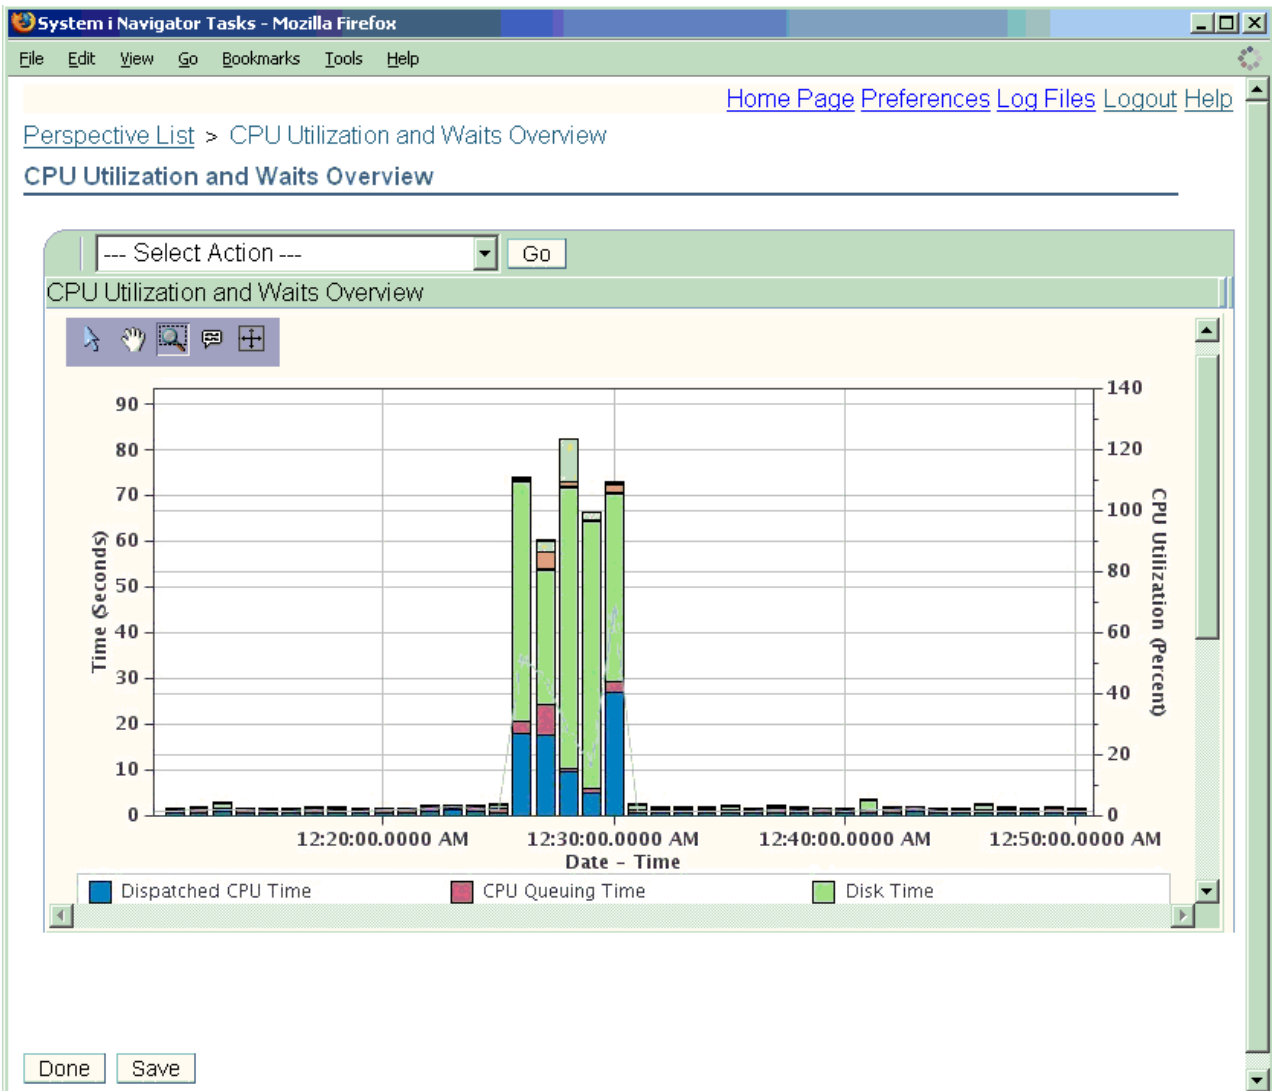 System i Navigator Tasks - Mozilla Firefox
File Edit View Go Bookmarks Tools Help
Home Page Preferences Log Files Logout Help
Perspective List > CPU Utilization and Waits Overview
CPU Utilization and Waits Overview
--- Select Action --- Go
CPU Utilization and Waits Overview
90
80
70
60
50
40
30
20
10
0
Time (Seconds)
140
120
100
80
60
40
20
0
CPU Utilization (Percent)
12:20:00.0000 AM 12:30:00.0000 AM 12:40:00.0000 AM 12:50:00.0000 AM
Date - Time
Dispatched CPU Time CPU Queuing Time Disk Time
Done Save